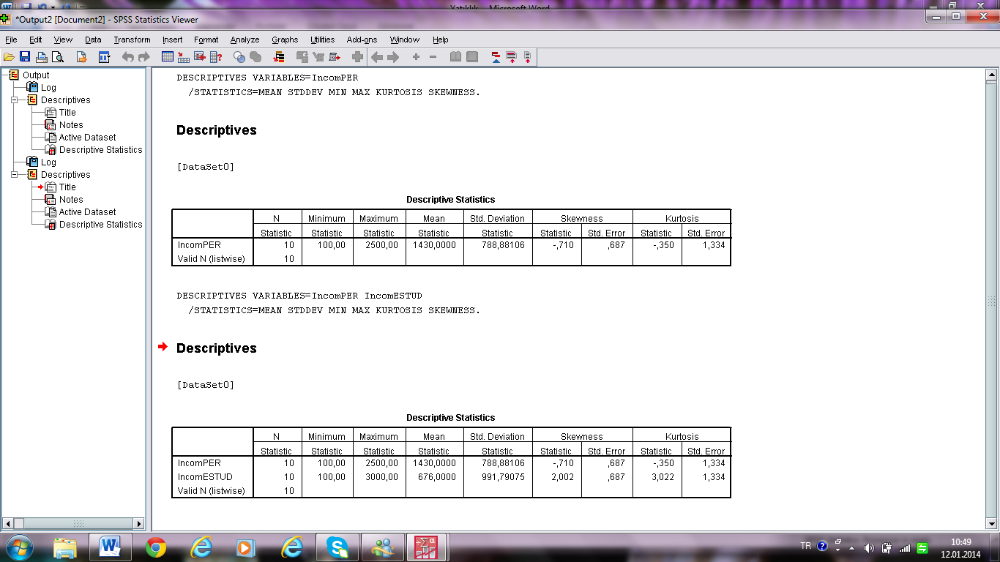 Yatıklık - Microsoft Word
*Output2 [Document2] - SPSS Statistics Viewer
File Edit View Data Transform Insert Format Analyze Graphs Utilities Add-ons Window Help
Output
Log
Descriptives
Title
Notes
Active Dataset
Descriptive Statistics
Log
Descriptives
Title
Notes
Active Dataset
Descriptive Statistics
DESCRIPTIVES VARIABLES=IncomPER
/STATISTICS=MEAN STDDEV MIN MAX KURTOSIS SKEWNESS.
Descriptives
[DataSet0]
Descriptive Statistics
N Minimum Maximum Mean Std. Deviation Skewness Kurtosis
Statistic Statistic Statistic Statistic Statistic Statistic Std. Error Statistic Std. Error
IncomPER 10 100,00 2500,00 1430,0000 788,88106 -,710 ,687 -,350 1,334
Valid N (listwise) 10
DESCRIPTIVES VARIABLES=IncomPER IncomESTUD
/STATISTICS=MEAN STDDEV MIN MAX KURTOSIS SKEWNESS.
Descriptives
[DataSet0]
Descriptive Statistics
N Minimum Maximum Mean Std. Deviation Skewness Kurtosis
Statistic Statistic Statistic Statistic Statistic Statistic Std. Error Statistic Std. Error
IncomPER 10 100,00 2500,00 1430,0000 788,88106 -,710 ,687 -,350 1,334
IncomESTUD 10 100,00 3000,00 676,0000 991,79075 2,002 ,687 3,022 1,334
Valid N (listwise) 10
TR
10:49
12.01.2014